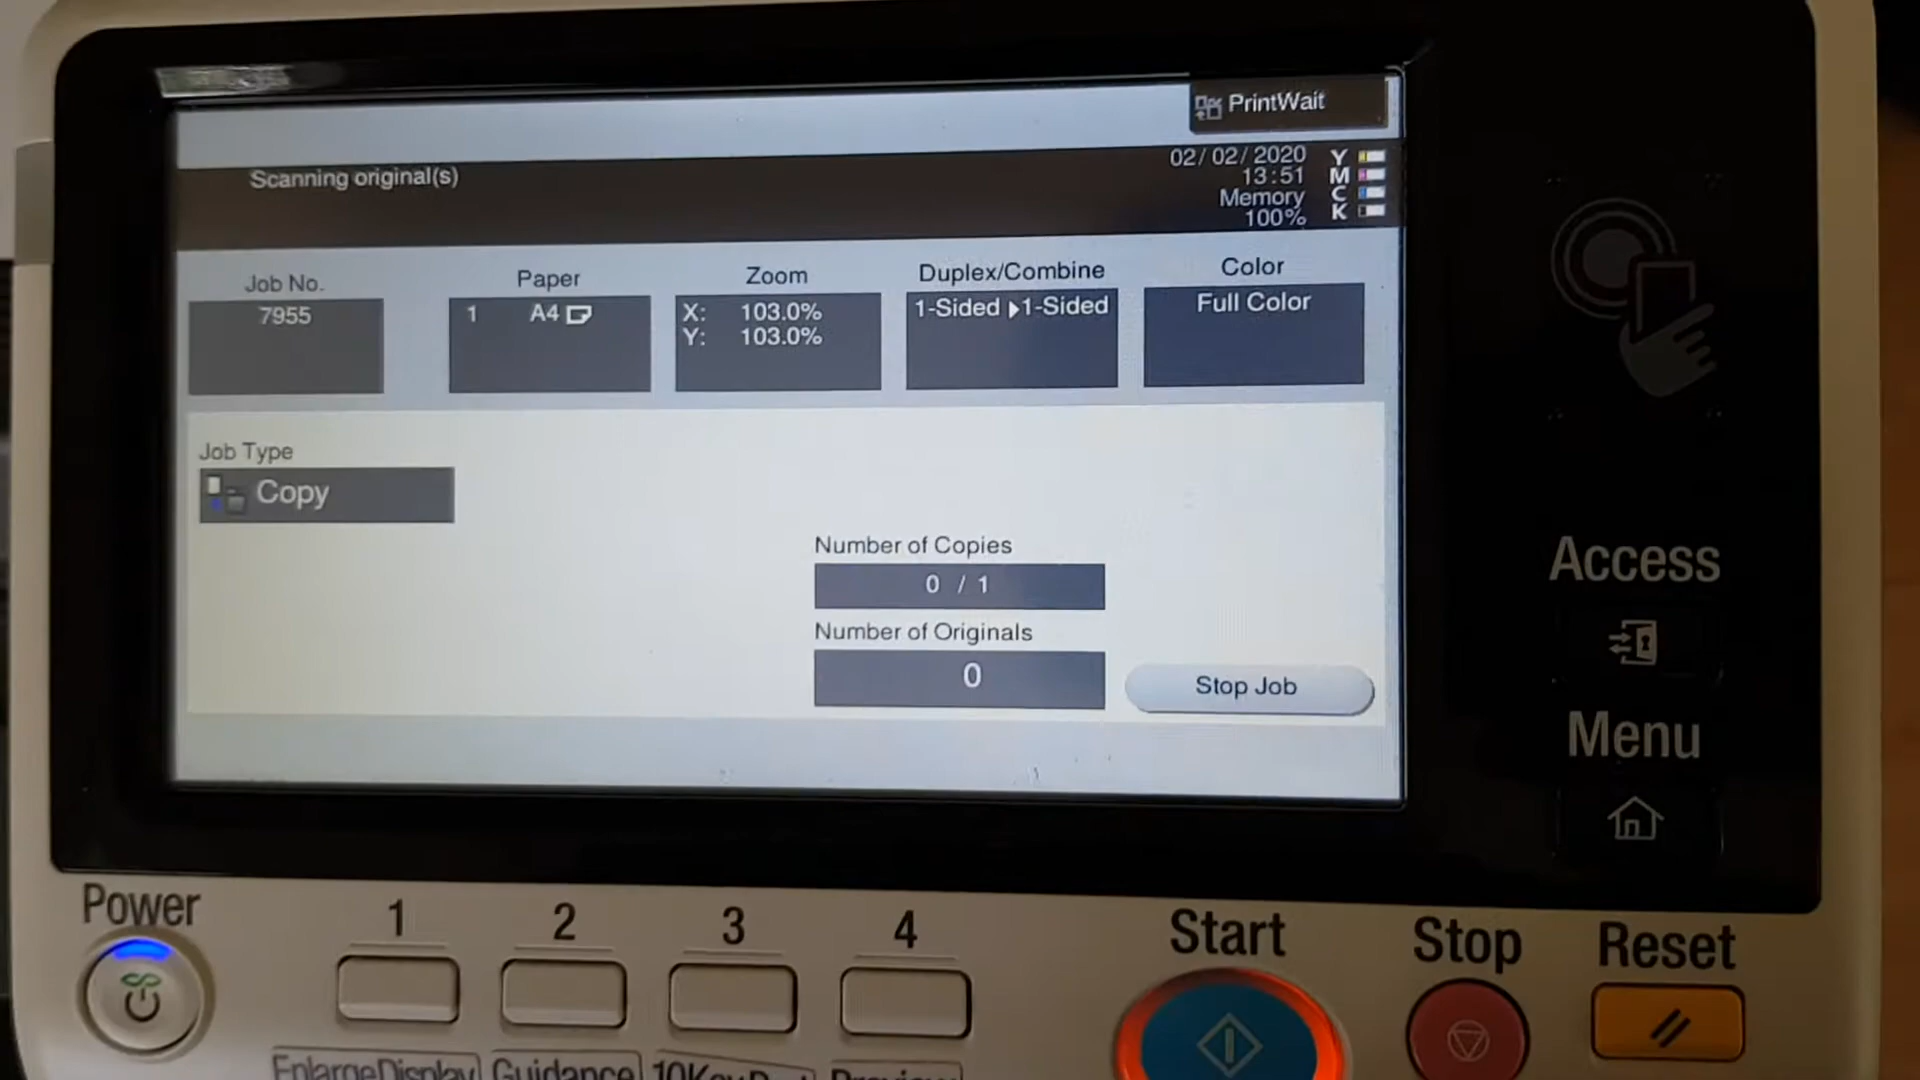 PrintWait
Scanning original(s)
02/02/2020
13:51
Memory
100%
Y
M
C
K
Job No.
7955
Paper
1 A4
Zoom
X: 103.0%
Y: 103.0%
Duplex/Combine
1-Sided ▶1-Sided
Color
Full Color
Job Type
Copy
Number of Copies
0 / 1
Number of Originals
0
Stop Job
Access
Menu
Power
1
2
3
4
Start
Stop
Reset
EnlargeDisplay
Guidance